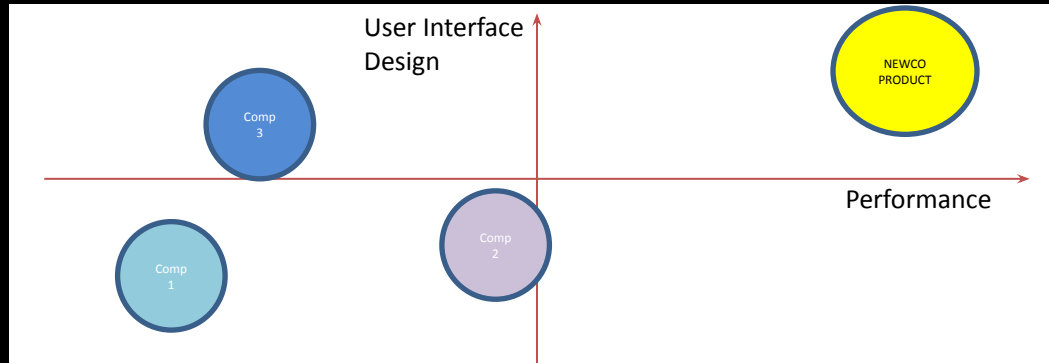 User Interface
Design
NEWCO
PRODUCT
Comp
3
Performance
Comp
2
Comp
1